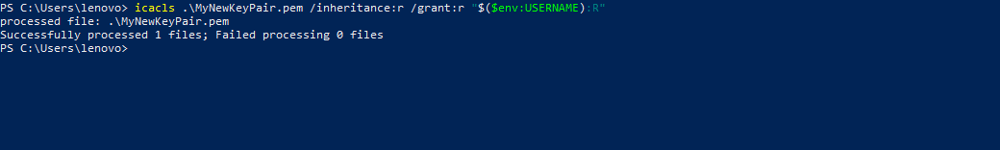 PS C:\Users\lenovo> icacls .\MyNewKeyPair.pem /inheritance:r /grant:r "$($env:USERNAME):R"
processed file: .\MyNewKeyPair.pem
Successfully processed 1 files; Failed processing 0 files
PS C:\Users\lenovo>